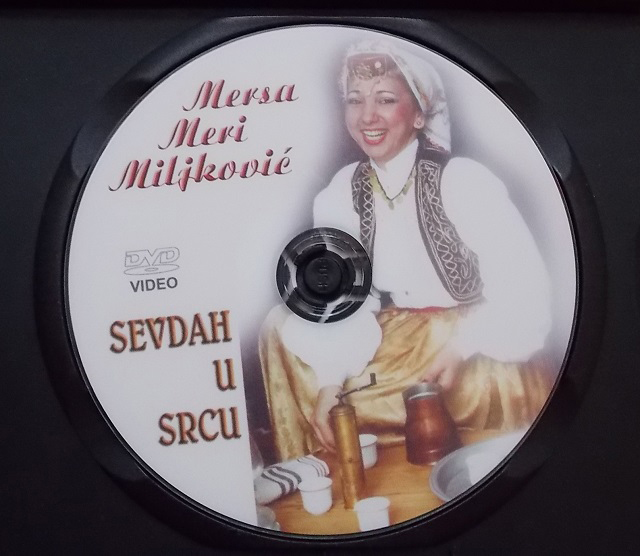 Mersa
Meri
Miljković
DVD
VIDEO
SEVDAH
U
SRCU